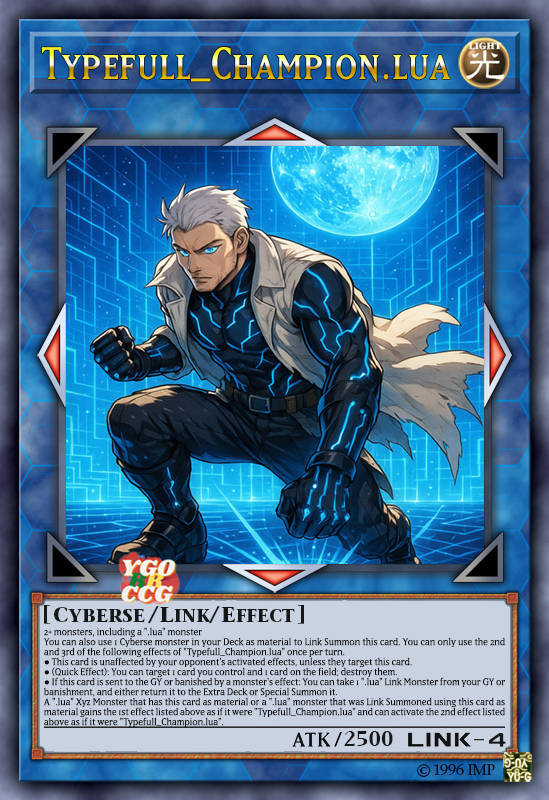 Typefull_Champion.lua
LIGHT
光
YGO
CCG
[Cyberse/Link/Effect]
2+ monsters, including a ".lua" monster
You can also use 1 Cyberse monster in your Deck as material to Link Summon this card. You can only use the 2nd
and 3rd of the following effects of "Typefull_Champion.lua" once per turn.
● This card is unaffected by your opponent's activated effects, unless they target this card.
● (Quick Effect): You can target 1 card you control and 1 card on the field; destroy them.
● If this card is sent to the GY or banished by a monster's effect: You can take 1 ".lua" Link Monster from your GY or
banishment, and either return it to the Extra Deck or Special Summon it.
A ".lua" Xyz Monster that has this card as material or a ".lua" monster that was Link Summoned using this card as
material gains the 1st effect listed above as if it were "Typefull_Champion.lua" and can activate the 2nd effect listed
above as if it were "Typefull_Champion.lua".
ATK/2500 LINK-4
© 1996 IMP
YU-G